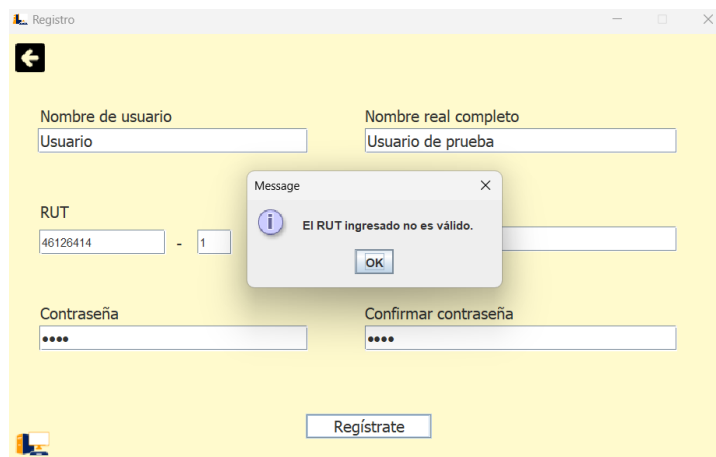 Registro
Nombre de usuario
Nombre real completo
Usuario
Usuario de prueba
Message
El RUT ingresado no es válido.
OK
RUT
46126414 - 1
Contraseña
Confirmar contraseña
••••
••••
Regístrate